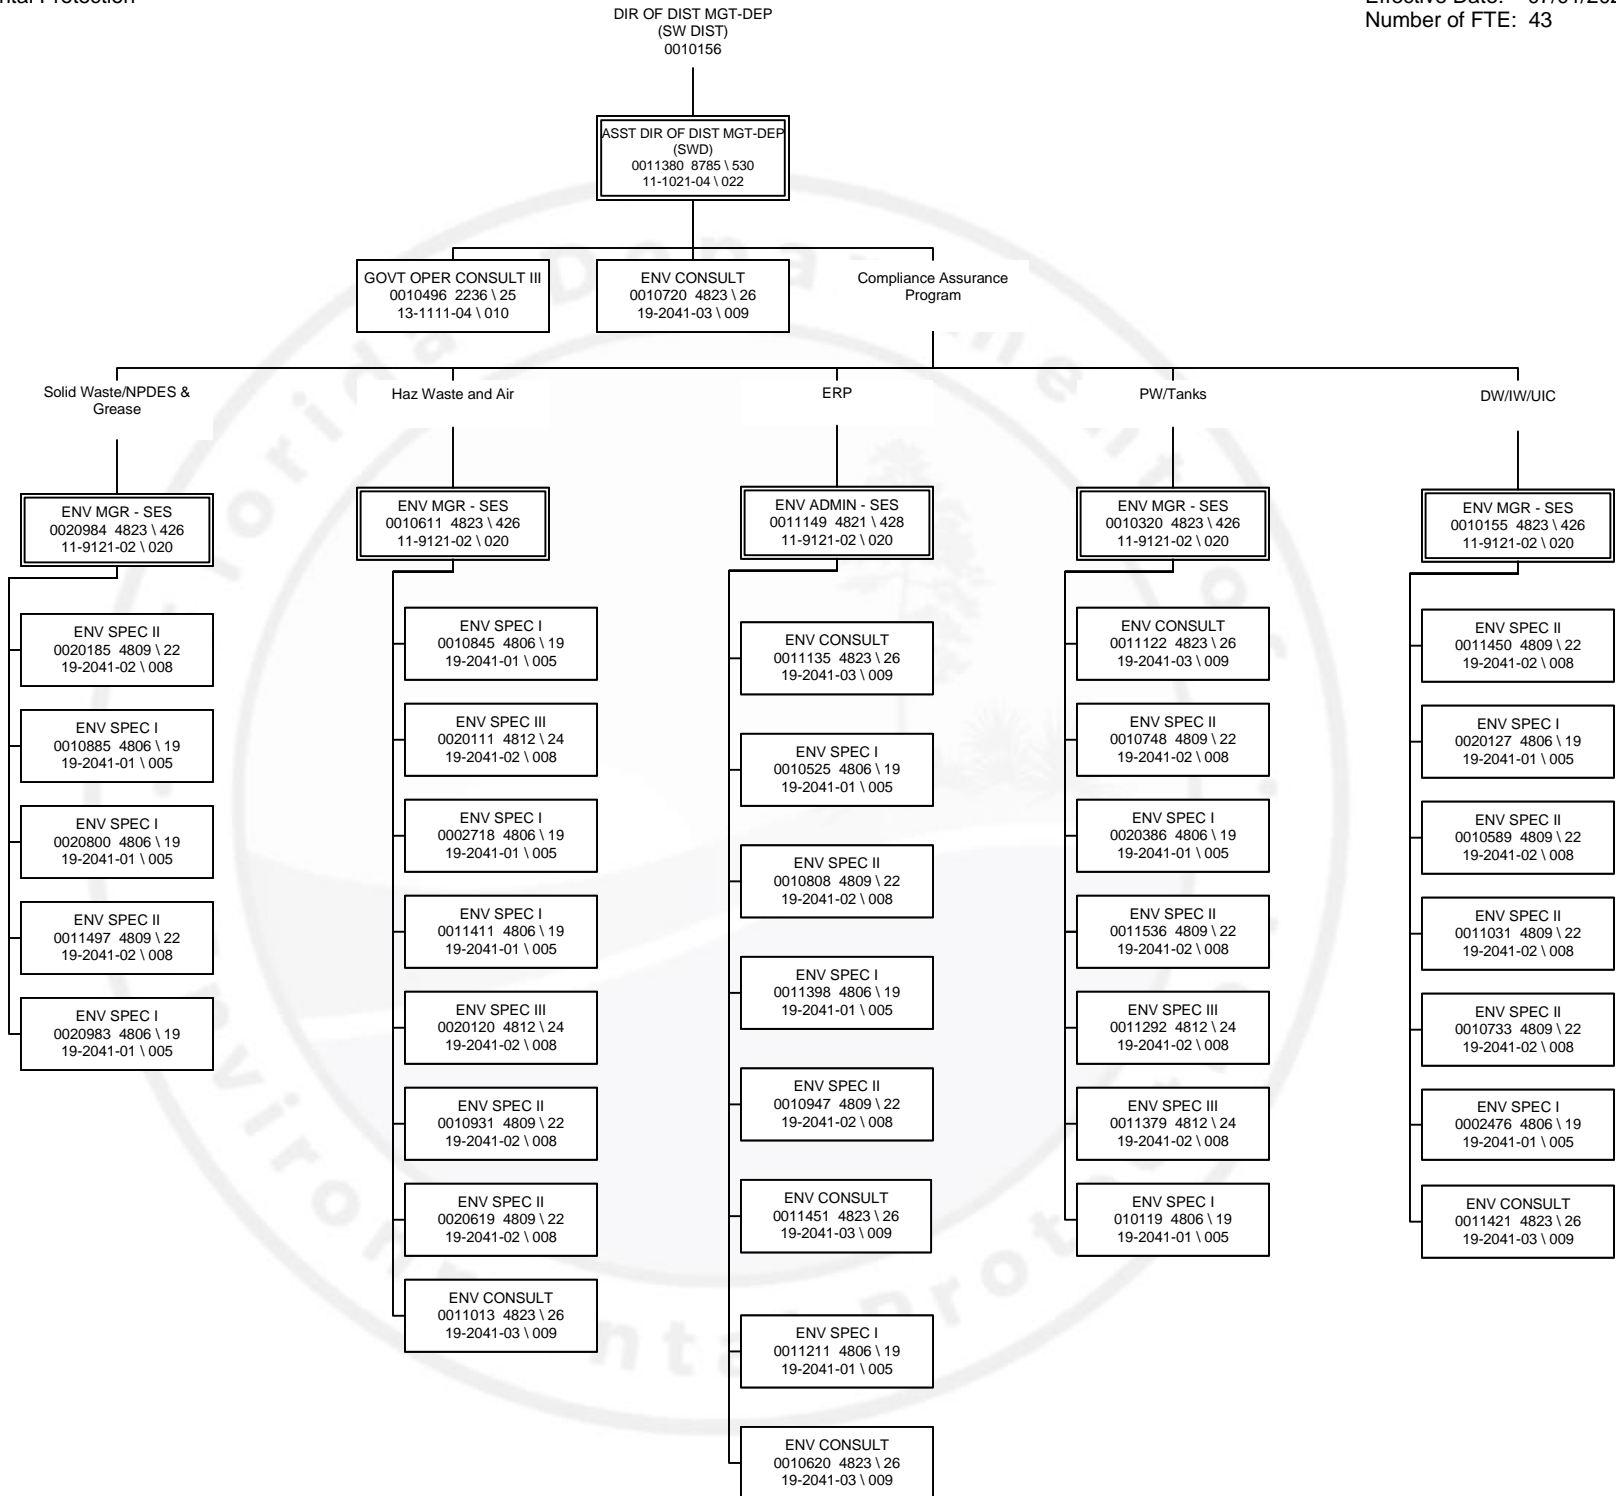 Number of FTE: 43
DIR OF DIST MGT-DEP
(SW DIST)
0010156
ASST DIR OF DIST MGT-DEP
(SWD)
0011380 8785 \ 530
11-1021-04 \ 022
GOVT OPER CONSULT III
0010496 2236 \ 25
13-1111-04 \ 010
ENV CONSULT
0010720 4823 \ 26
19-2041-03 \ 009
Compliance Assurance
Program
Solid Waste/NPDES &
Grease
ENV MGR - SES
0020984 4823 \ 426
11-9121-02 \ 020
ENV SPEC II
0020185 4809 \ 22
19-2041-02 \ 008
ENV SPEC I
0010885 4806 \ 19
19-2041-01 \ 005
ENV SPEC I
0020800 4806 \ 19
19-2041-01 \ 005
ENV SPEC II
0011497 4809 \ 22
19-2041-02 \ 008
ENV SPEC I
0020983 4806 \ 19
19-2041-01 \ 005
Haz Waste and Air
ENV MGR - SES
0010611 4823 \ 426
11-9121-02 \ 020
ENV SPEC I
0010845 4806 \ 19
19-2041-01 \ 005
ENV SPEC III
0020111 4812 \ 24
19-2041-02 \ 008
ENV SPEC I
0002718 4806 \ 19
19-2041-01 \ 005
ENV SPEC I
0011411 4806 \ 19
19-2041-01 \ 005
ENV SPEC III
0020120 4812 \ 24
19-2041-02 \ 008
ENV SPEC II
0010931 4809 \ 22
19-2041-02 \ 008
ENV SPEC II
0020619 4809 \ 22
19-2041-02 \ 008
ENV CONSULT
0011013 4823 \ 26
19-2041-03 \ 009
ERP
ENV ADMIN - SES
0011149 4821 \ 428
11-9121-02 \ 020
ENV CONSULT
0011135 4823 \ 26
19-2041-03 \ 009
ENV SPEC I
0010525 4806 \ 19
19-2041-01 \ 005
ENV SPEC II
0010808 4809 \ 22
19-2041-02 \ 008
ENV SPEC I
0011398 4806 \ 19
19-2041-01 \ 005
ENV SPEC II
0010947 4809 \ 22
19-2041-02 \ 008
ENV CONSULT
0011451 4823 \ 26
19-2041-03 \ 009
ENV SPEC I
0011211 4806 \ 19
19-2041-01 \ 005
ENV CONSULT
0010620 4823 \ 26
19-2041-03 \ 009
PW/Tanks
ENV MGR - SES
0010320 4823 \ 426
11-9121-02 \ 020
ENV CONSULT
0011122 4823 \ 26
19-2041-03 \ 009
ENV SPEC II
0010748 4809 \ 22
19-2041-02 \ 008
ENV SPEC I
0020386 4806 \ 19
19-2041-01 \ 005
ENV SPEC II
0011536 4809 \ 22
19-2041-02 \ 008
ENV SPEC III
0011292 4812 \ 24
19-2041-02 \ 008
ENV SPEC III
0011379 4812 \ 24
19-2041-02 \ 008
ENV SPEC I
010119 4806 \ 19
19-2041-01 \ 005
DW/IW/UIC
ENV MGR - SES
0010155 4823 \ 426
11-9121-02 \ 020
ENV SPEC II
0011450 4809 \ 22
19-2041-02 \ 008
ENV SPEC I
0020127 4806 \ 19
19-2041-01 \ 005
ENV SPEC II
0010589 4809 \ 22
19-2041-02 \ 008
ENV SPEC II
0011031 4809 \ 22
19-2041-02 \ 008
ENV SPEC II
0010733 4809 \ 22
19-2041-02 \ 008
ENV SPEC I
0002476 4806 \ 19
19-2041-01 \ 005
ENV CONSULT
0011421 4823 \ 26
19-2041-03 \ 009